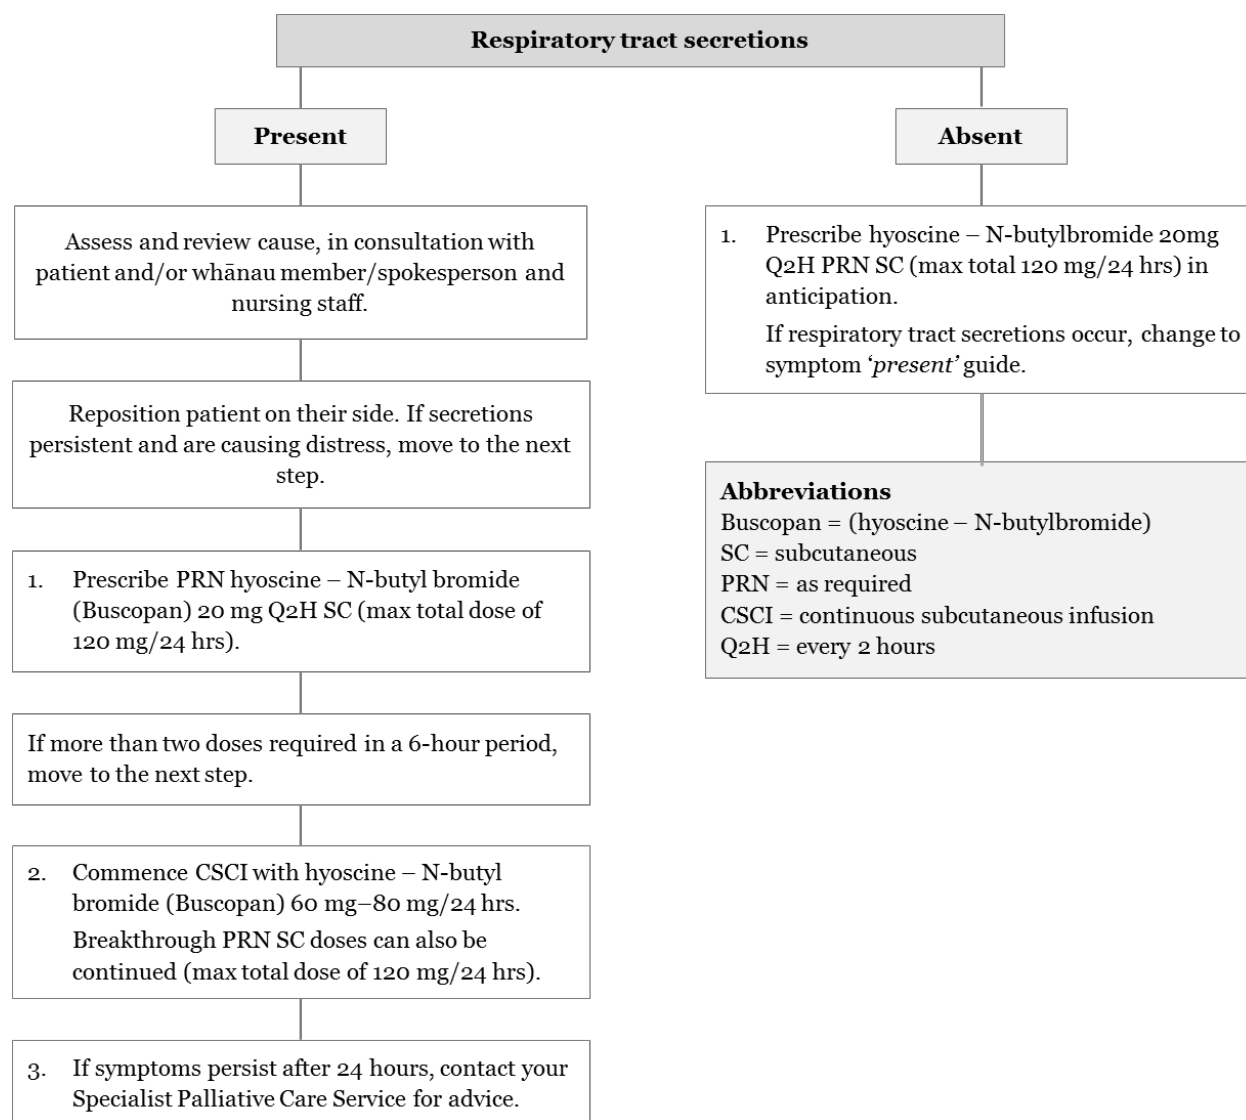 Respiratory tract secretions
Present
Assess and review cause, in consultation with
patient and/or whānau member/spokesperson and
nursing staff.
Reposition patient on their side. If secretions
persistent and are causing distress, move to the next
step.
1. Prescribe PRN hyoscine – N-butyl bromide
(Buscopan) 20 mg Q2H SC (max total dose of
120 mg/24 hrs).
If more than two doses required in a 6-hour period,
move to the next step.
2. Commence CSCI with hyoscine – N-butyl
bromide (Buscopan) 60 mg–80 mg/24 hrs.
Breakthrough PRN SC doses can also be
continued (max total dose of 120 mg/24 hrs).
3. If symptoms persist after 24 hours, contact your
Specialist Palliative Care Service for advice.
Absent
1. Prescribe hyoscine – N-butylbromide 20mg
Q2H PRN SC (max total 120 mg/24 hrs) in
anticipation.
If respiratory tract secretions occur, change to
symptom ‘present’ guide.
Abbreviations
Buscopan = (hyoscine – N-butylbromide)
SC = subcutaneous
PRN = as required
CSCI = continuous subcutaneous infusion
Q2H = every 2 hours